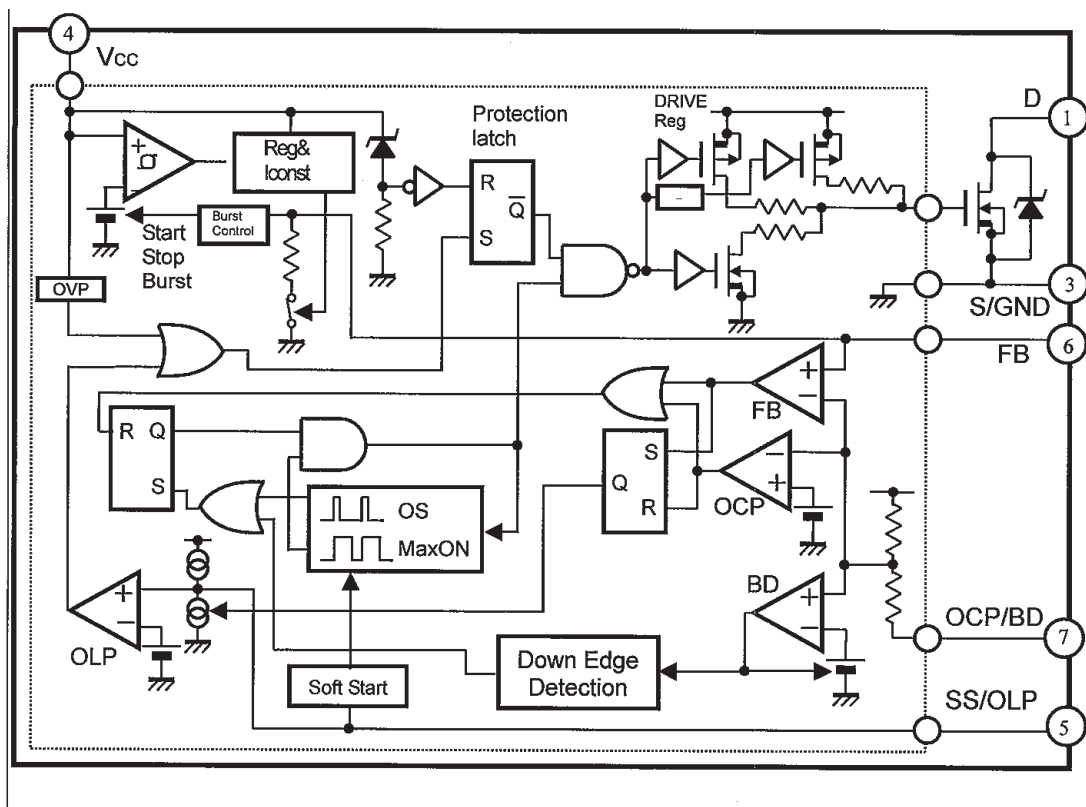 4
Vcc
D
1
DRIVE
Reg
Protection
latch
Reg&
Iconst
R
Q
S
Burst
Control
Start
Stop
Burst
OVP
3
S/GND
6
FB
FB
R
Q
S
S
Q
R
OCP
OS
MaxON
BD
OLP
Down Edge
Detection
Soft Start
OCP/BD
7
SS/OLP
5